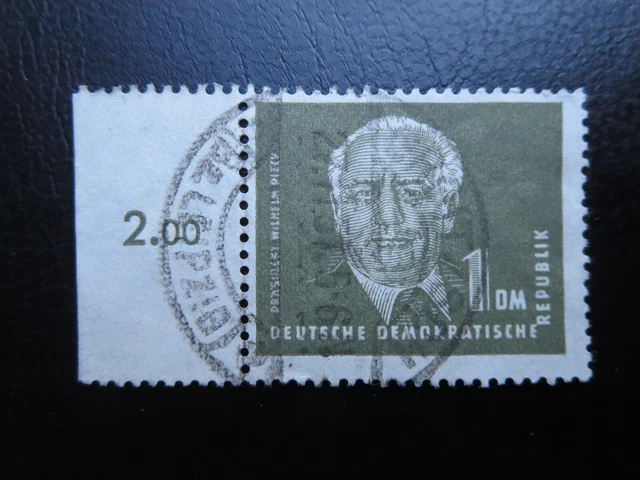 2.00
PRÄSIDENT WILHELM PIECK
1 DM
DEUTSCHE DEMOKRATISCHE
REPUBLIK